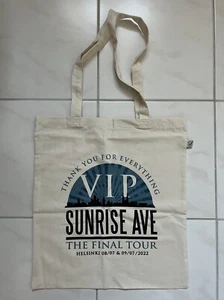 THANK YOU FOR EVERYTHING
VIP
SUNRISE AVE
THE FINAL TOUR
HELSINKI 08/07 & 09/07/2022